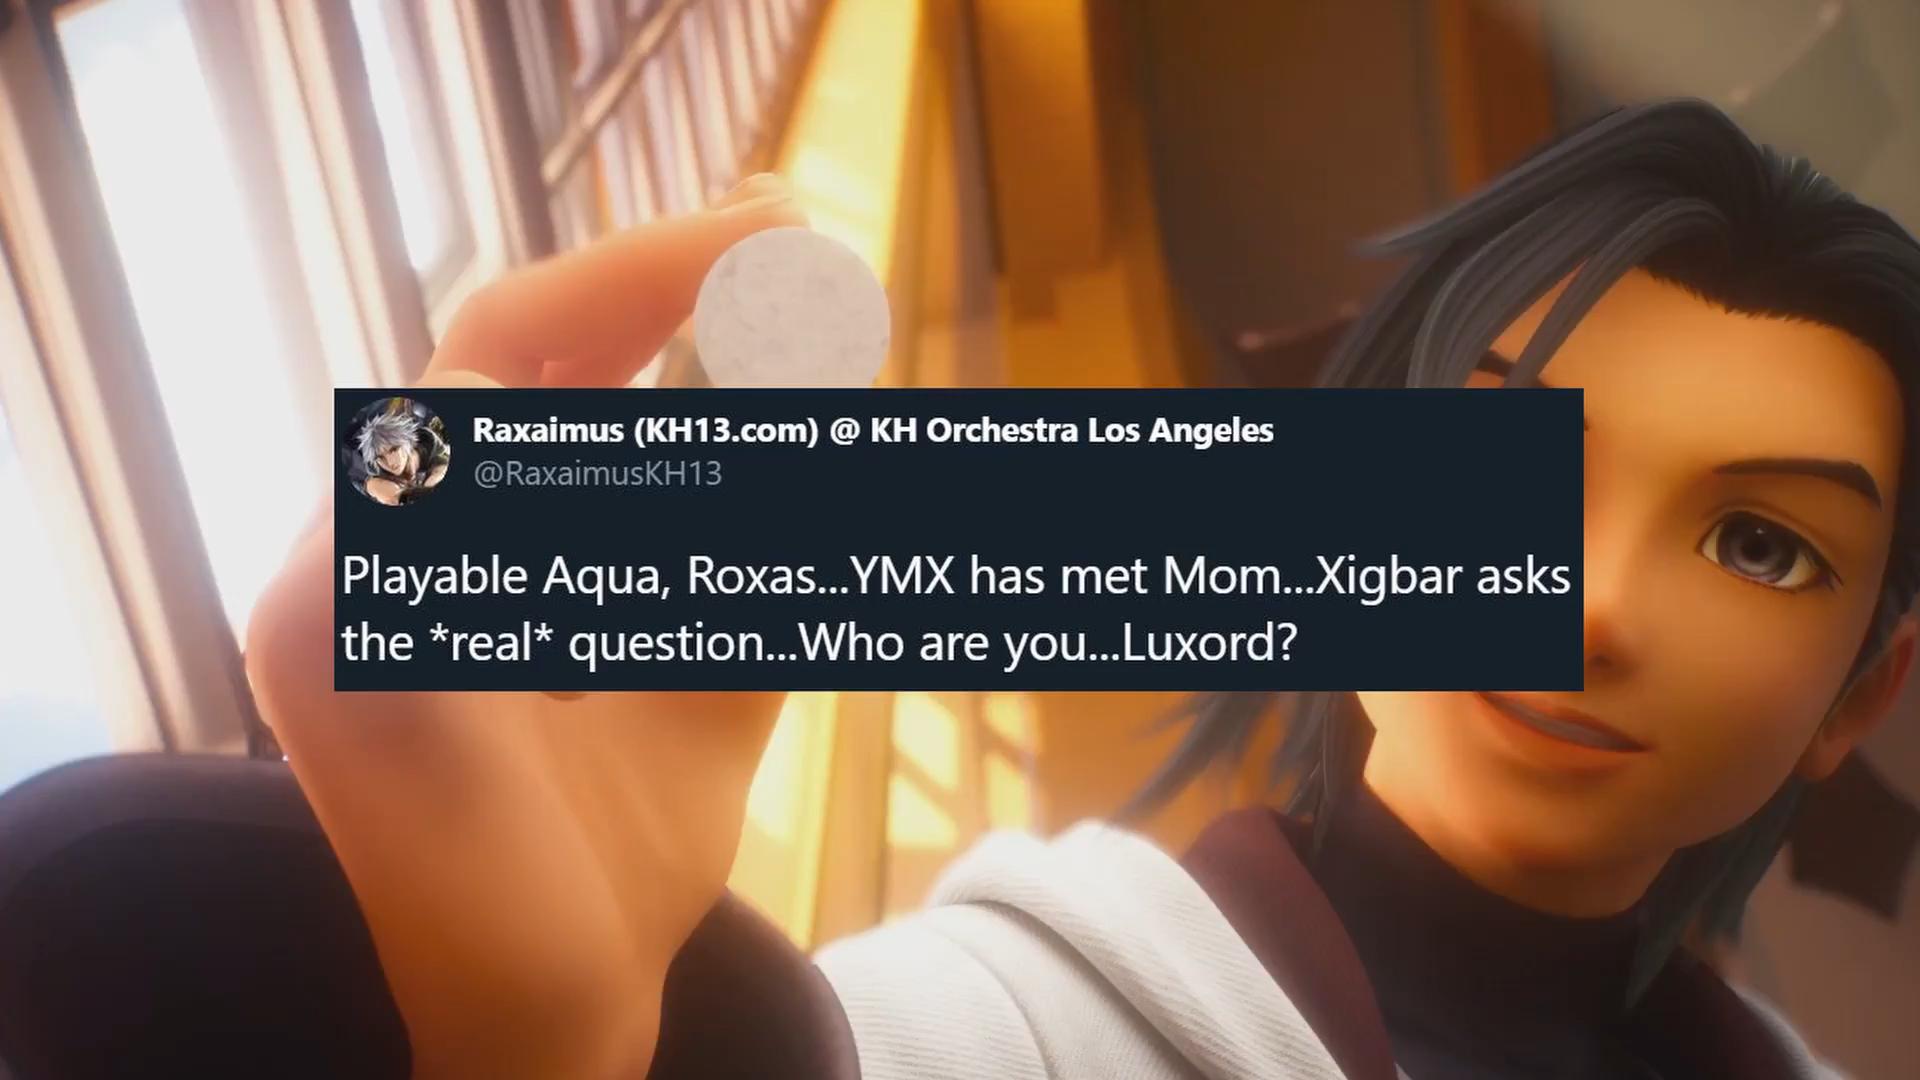 Raxaimus (KH13.com) @ KH Orchestra Los Angeles
@RaxaimusKH13
Playable Aqua, Roxas...YMX has met Mom...Xigbar asks
the *real* question...Who are you...Luxord?